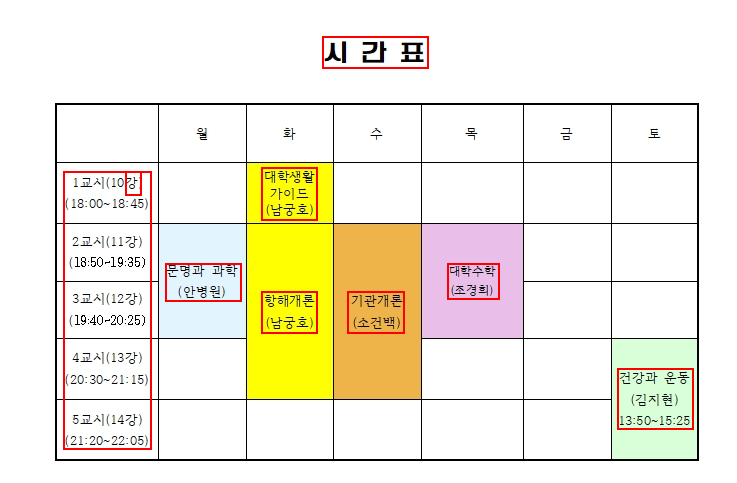 시 간 표
월 화 수 목 금 토
1교시(10강)
(18:00~18:45)
대학생활
가이드
(남궁호)
2교시(11강)
(18:50~19:35)
3교시(12강)
(19:40~20:25)
4교시(13강)
(20:30~21:15)
5교시(14강)
(21:20~22:05)
문명과 과학
(안병원)
항해개론
(남궁호)
기관개론
(소건백)
대학수학
(조경희)
건강과 운동
(김지현)
13:50~15:25